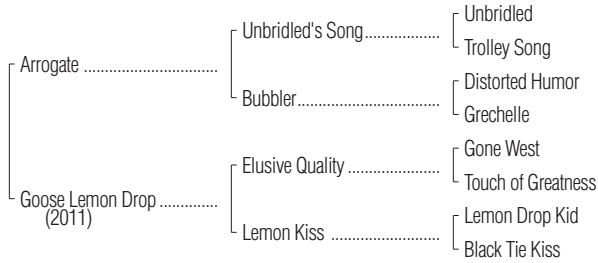 Unbridled
Unbridled's Song..................
Trolley Song
Arrogate ................................
Distorted Humor
Bubbler..................................
Grechelle
Gone West
Elusive Quality ......................
Touch of Greatness
Goose Lemon Drop ..............
(2011)
Lemon Drop Kid
Lemon Kiss ..........................
Black Tie Kiss